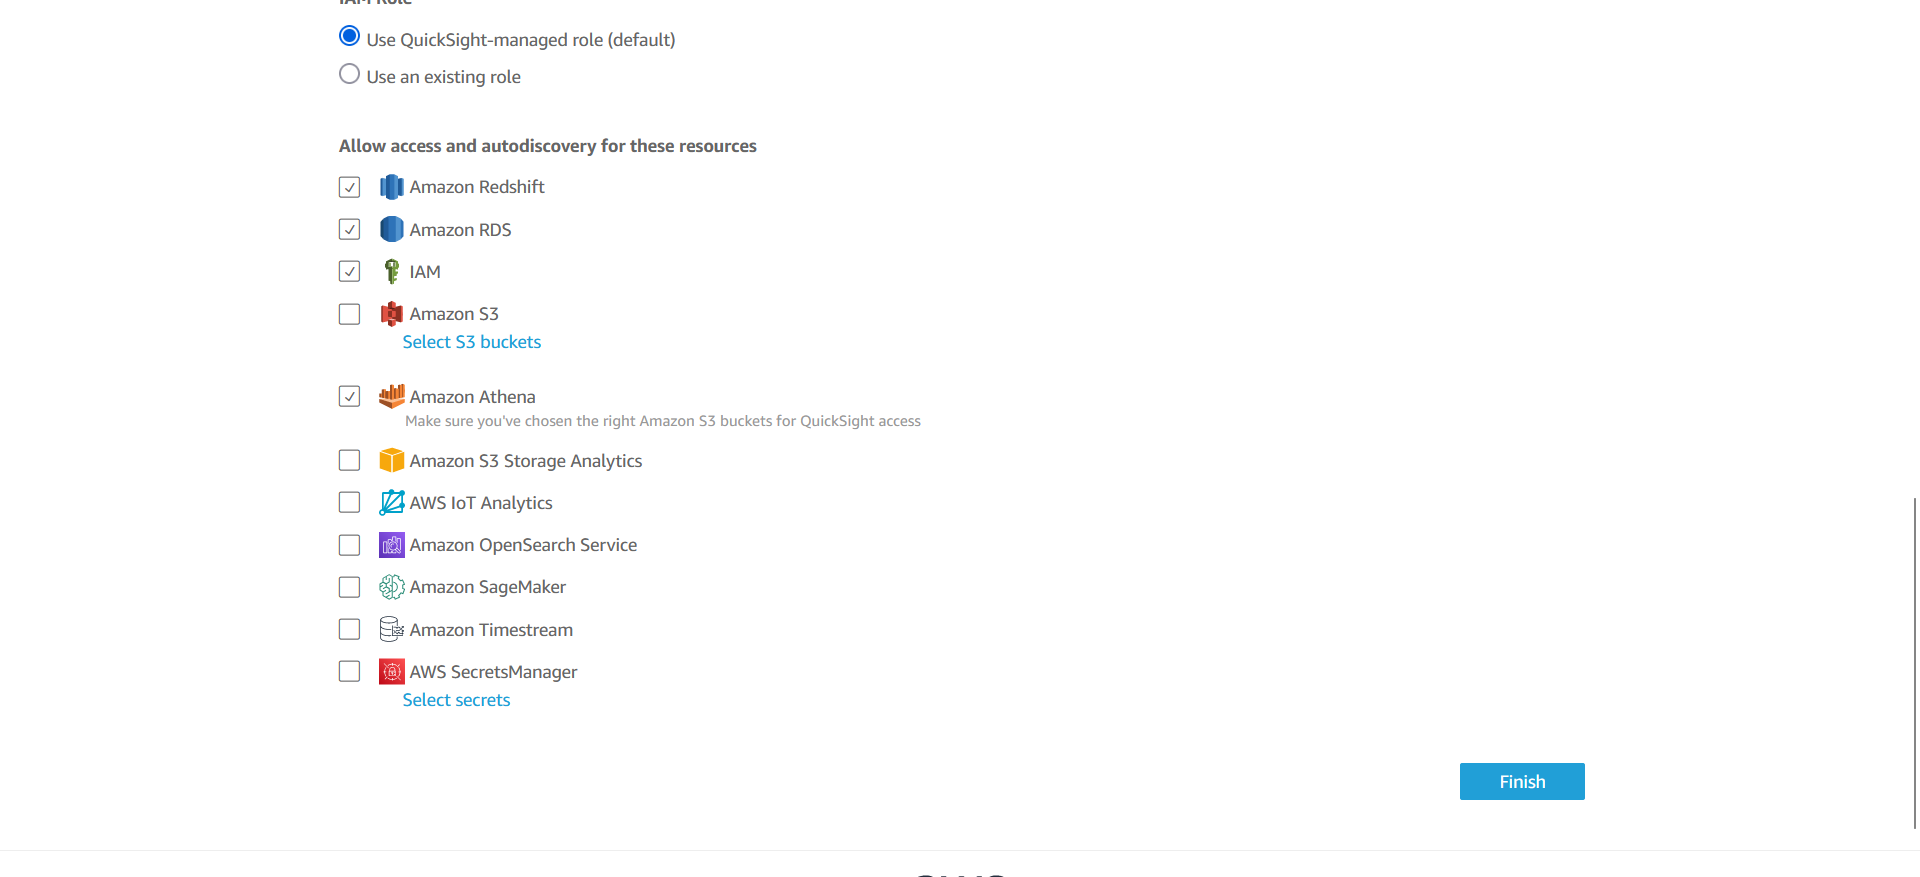 IAM Role
Use QuickSight-managed role (default)
Use an existing role
Allow access and autodiscovery for these resources
Amazon Redshift
Amazon RDS
IAM
Amazon S3
Select S3 buckets
Amazon Athena
Make sure you've chosen the right Amazon S3 buckets for QuickSight access
Amazon S3 Storage Analytics
AWS IoT Analytics
Amazon OpenSearch Service
Amazon SageMaker
Amazon Timestream
AWS SecretsManager
Select secrets
Finish